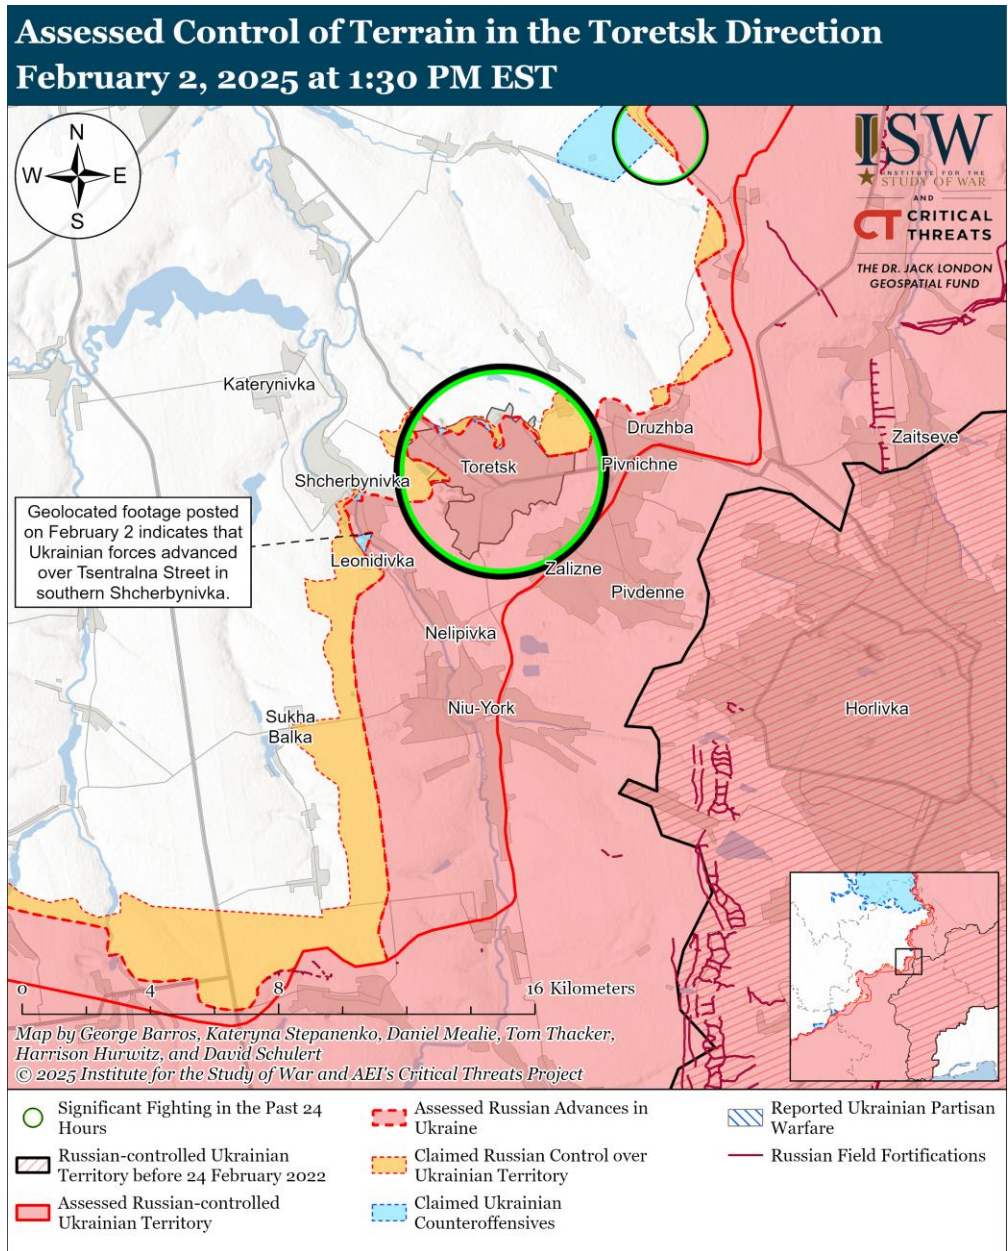 Assessed Control of Terrain in the Toretsk Direction
February 2, 2025 at 1:30 PM EST
N
W
E
S
ISW
INSTITUTE FOR THE
STUDY OF WAR
AND
CT CRITICAL
THREATS
THE DR. JACK LONDON
GEOSPATIAL FUND
Katerynivka
Druzhba
Zaitseve
Toretsk
Pivnichne
Shcherbynivka
Geolocated footage posted
on February 2 indicates that
Ukrainian forces advanced
over Tsentralna Street in
southern Shcherbynivka.
Leonidivka
Zalizne
Pivdenne
Nelipivka
Niu-York
Horlivka
Sukha
Balka
0
4
8
16 Kilometers
Map by George Barros, Kateryna Stepanenko, Daniel Mealie, Tom Thacker,
Harrison Hurwitz, and David Schulert
© 2025 Institute for the Study of War and AEI's Critical Threats Project
Significant Fighting in the Past 24
Hours
Russian-controlled Ukrainian
Territory before 24 February 2022
Assessed Russian-controlled
Ukrainian Territory
Assessed Russian Advances in
Ukraine
Claimed Russian Control over
Ukrainian Territory
Claimed Ukrainian
Counteroffensives
Reported Ukrainian Partisan
Warfare
Russian Field Fortifications